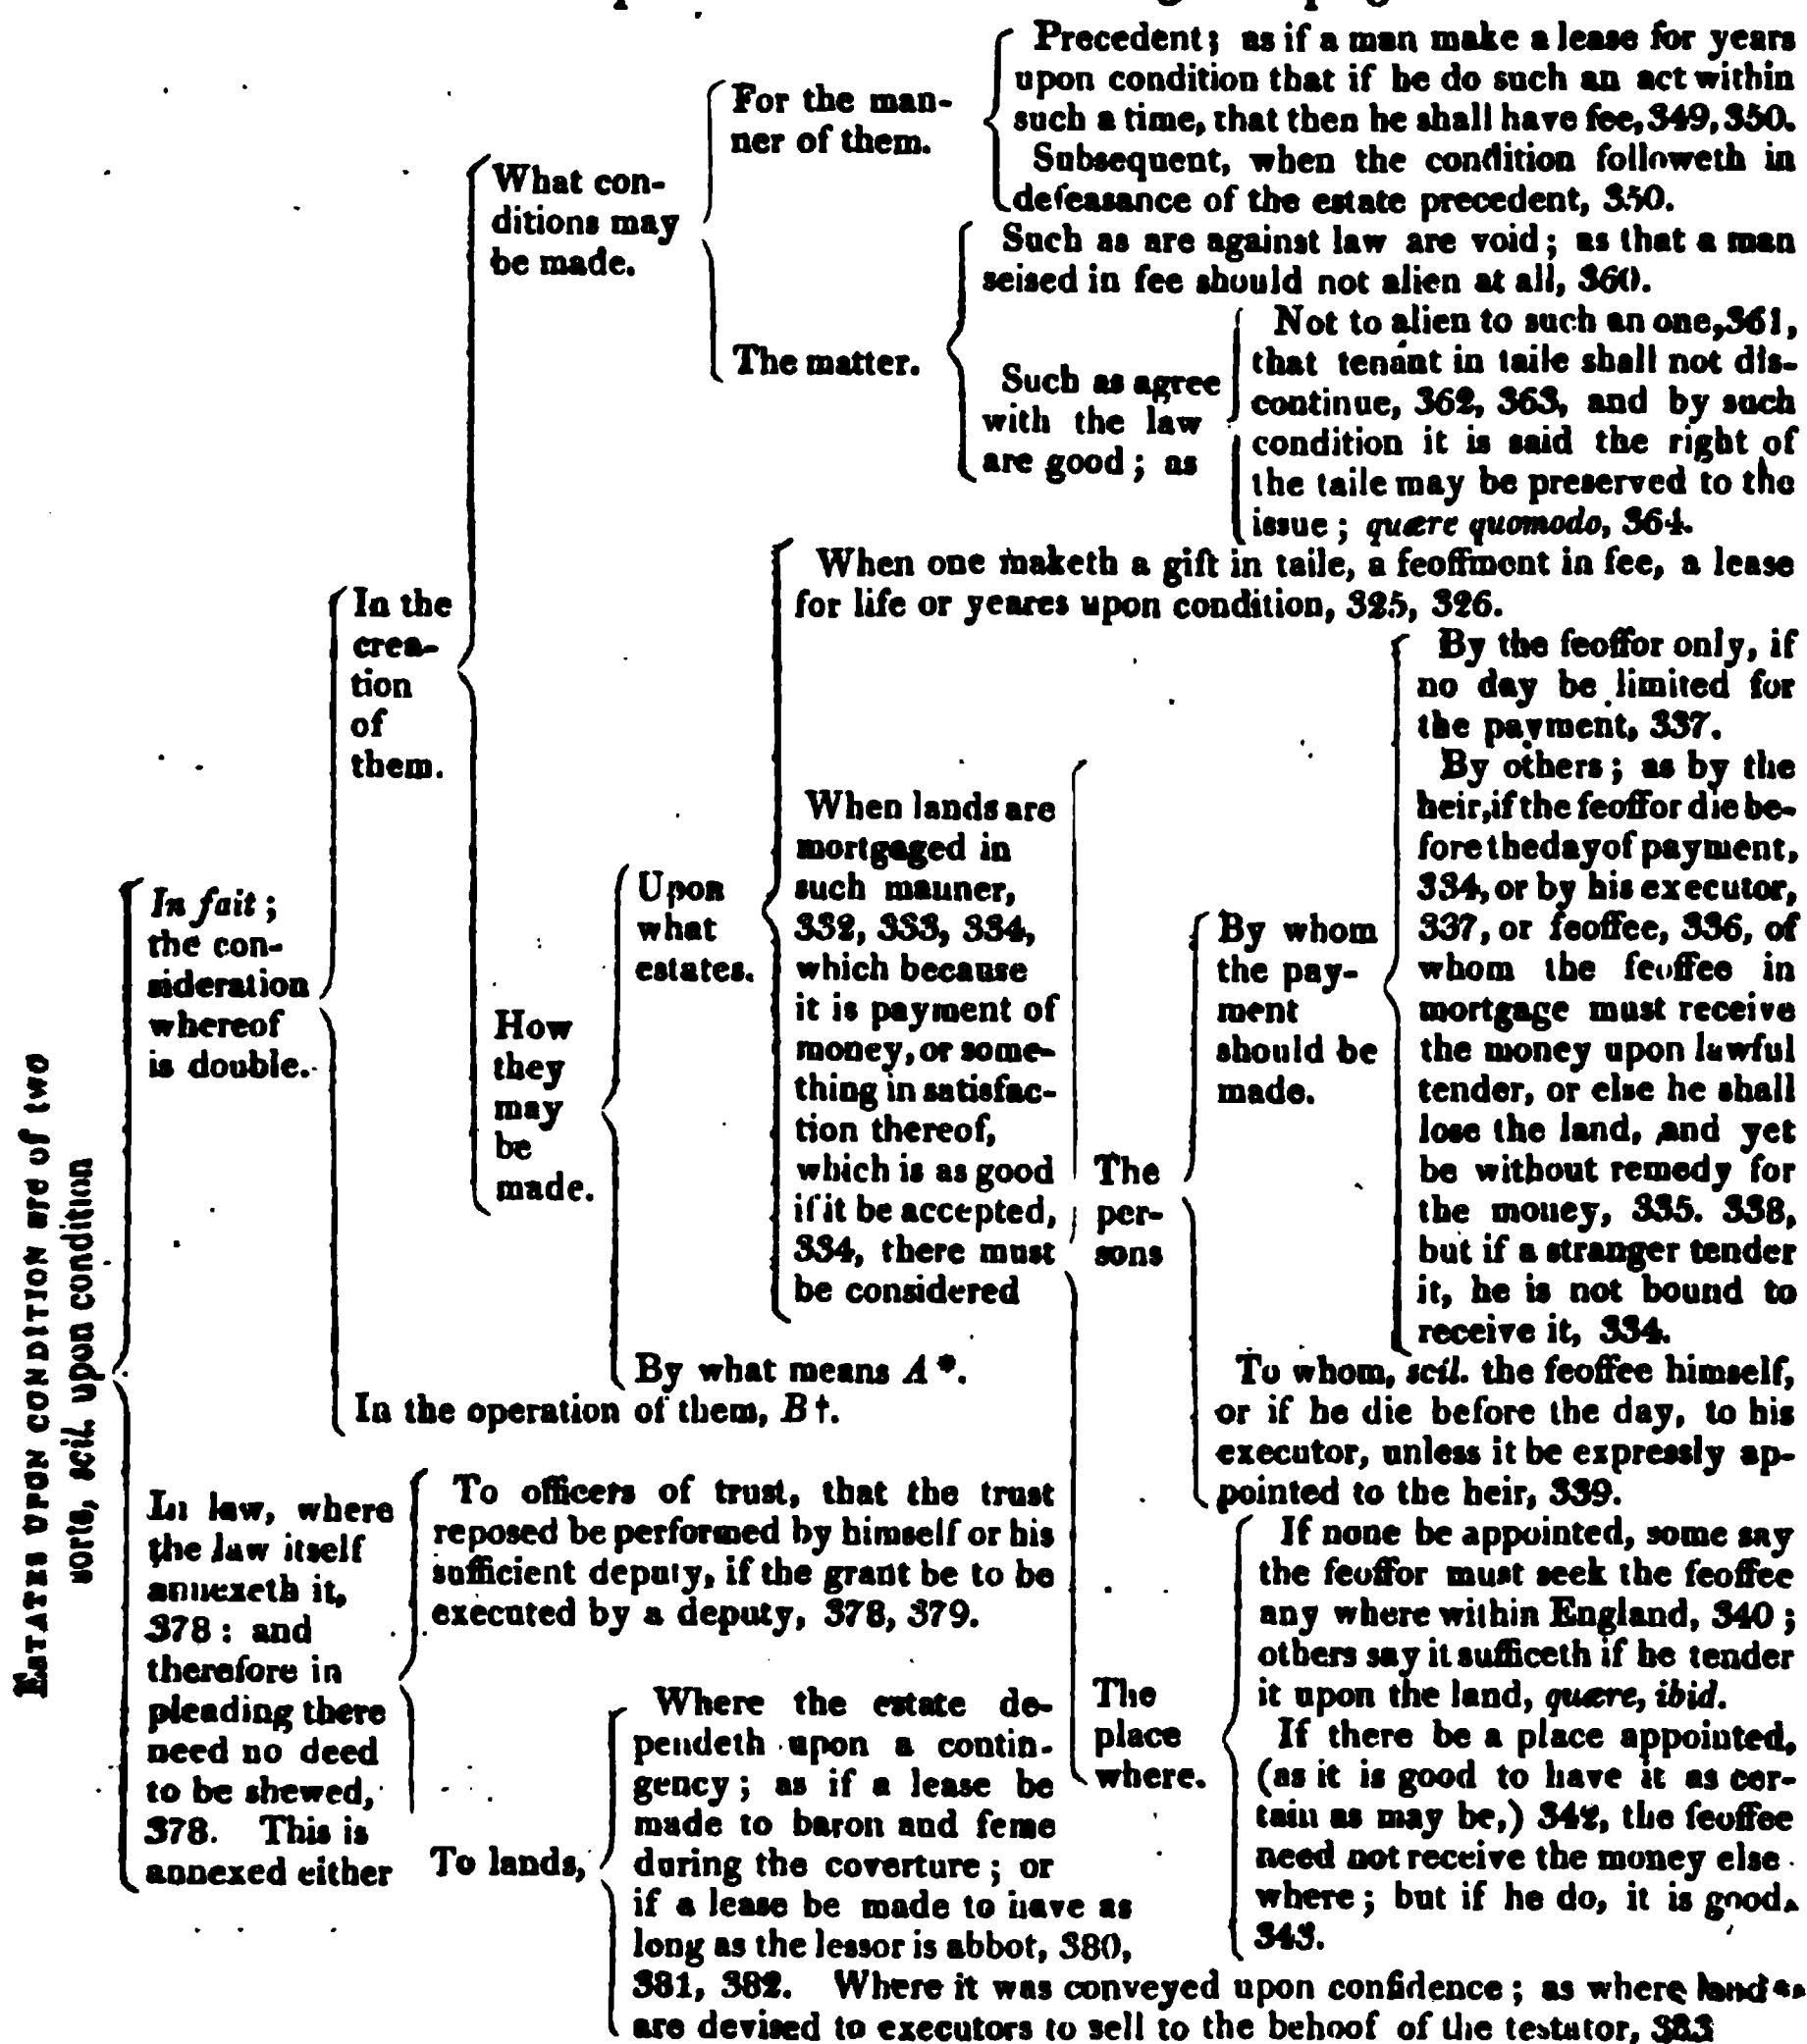 ESTATES UPON CONDITION are of two
sorts, scil. upon condition
In fait ;
the con-
sideration
whereof
is double.
In the
crea-
tion
of
them.
What con-
ditions may
be made.
For the man-
ner of them.
Precedent; as if a man make a lease for years
upon condition that if he do such an act within
such a time, that then he shall have fee, 349, 350.
Subsequent, when the condition followeth in
defeasance of the estate precedent, 350.
The matter.
Such as are against law are void; as that a man
seised in fee should not alien at all, 360.
Such as agree
with the law
are good; as
Not to alien to such an one, 361,
that tenant in taile shall not dis-
continue, 362, 363, and by such
condition it is said the right of
the taile may be preserved to the
issue; quære quomodo, 364.
How
they
may
be
made.
Upon
what
estates.
When one maketh a gift in taile, a feoffment in fee, a lease
for life or yeares upon condition, 325, 326.
When lands are
mortgaged in
such manner,
332, 333, 334,
which because
it is payment of
money, or some-
thing in satisfac-
tion thereof,
which is as good
if it be accepted,
334, there must
be considered
The
per-
sons
By whom
the pay-
ment
should be
made.
By the feoffor only, if
no day be limited for
the payment, 337.
By others; as by the
heir, if the feoffor die be-
fore the day of payment,
334, or by his executor,
337, or feoffee, 336, of
whom the feoffee in
mortgage must receive
the money upon lawful
tender, or else he shall
lose the land, and yet
be without remedy for
the money, 335. 338,
but if a stranger tender
it, he is not bound to
receive it, 334.
To whom, scil. the feoffee himself,
or if he die before the day, to his
executor, unless it be expressly ap-
pointed to the heir, 339.
The
place
where.
If none be appointed, some say
the feoffor must seek the feoffee
any where within England, 340;
others say it sufficeth if he tender
it upon the land, quære, ibid.
If there be a place appointed,
(as it is good to have it as cer-
tain as may be,) 342, the feoffee
need not receive the money else
where; but if he do, it is good.
343.
By what means A *.
In the operation of them, B †.
In law, where
the law itself
annexeth it,
378: and
therefore in
pleading there
need no deed
to be shewed,
378. This is
annexed either
To officers of trust, that the trust
reposed be performed by himself or his
sufficient deputy, if the grant be to be
executed by a deputy, 378, 379.
To lands,
Where the estate de-
pendeth upon a contin-
gency; as if a lease be
made to baron and feme
during the coverture; or
if a lease be made to have as
long as the lessor is abbot, 380,
381, 382. Where it was conveyed upon confidence; as where lands
are devised to executors to sell to the behoof of the testator, 383